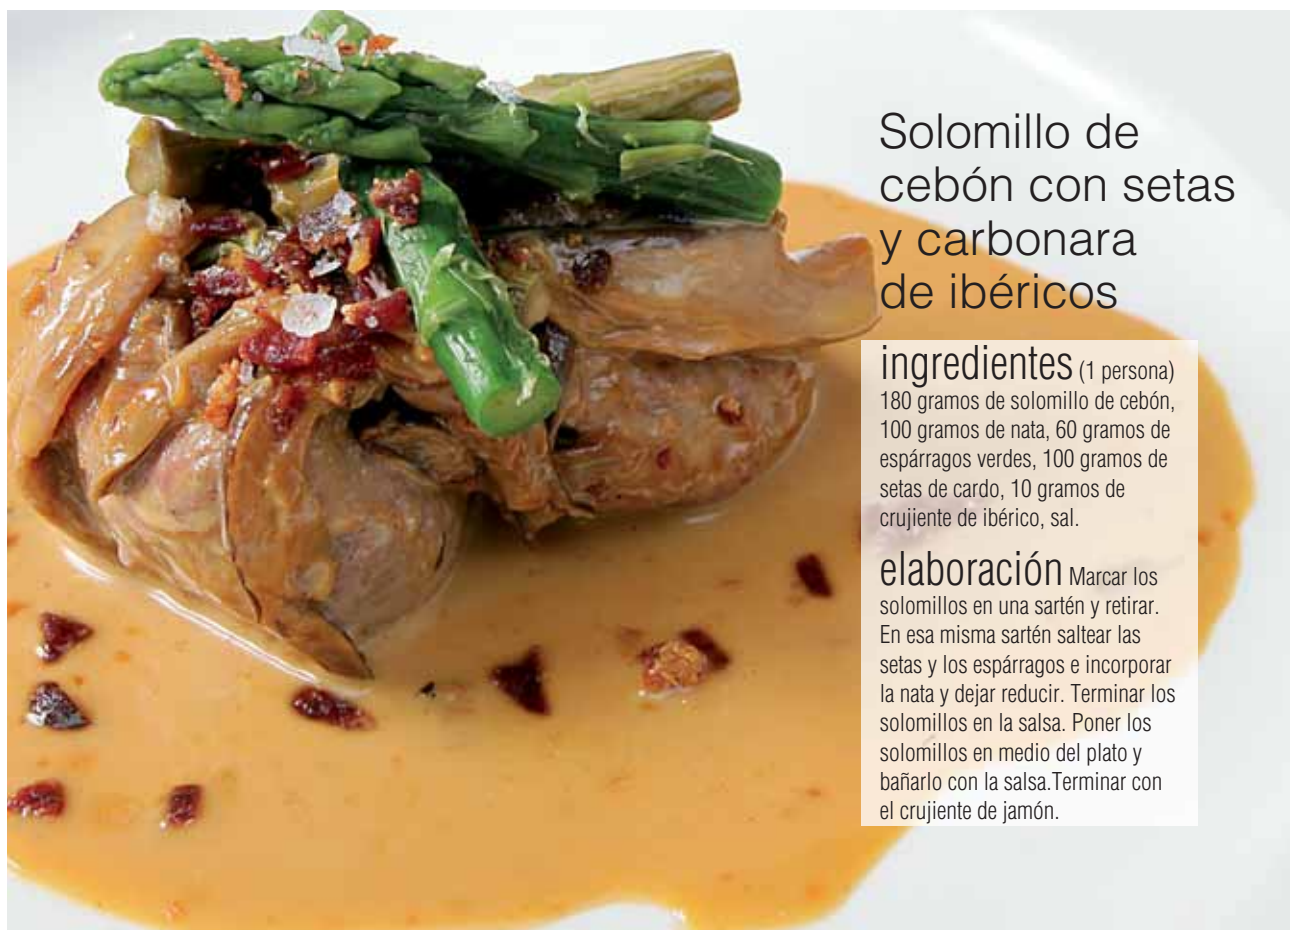 Solomillo de
cebón con setas
y carbonara
de ibéricos
ingredientes (1 persona)
180 gramos de solomillo de cebón,
100 gramos de nata, 60 gramos de
espárragos verdes, 100 gramos de
setas de cardo, 10 gramos de
crujiente de ibérico, sal.
elaboración Marcar los
solomillos en una sartén y retirar.
En esa misma sartén saltear las
setas y los espárragos e incorporar
la nata y dejar reducir. Terminar los
solomillos en la salsa. Poner los
solomillos en medio del plato y
bañarlo con la salsa.Terminar con
el crujiente de jamón.